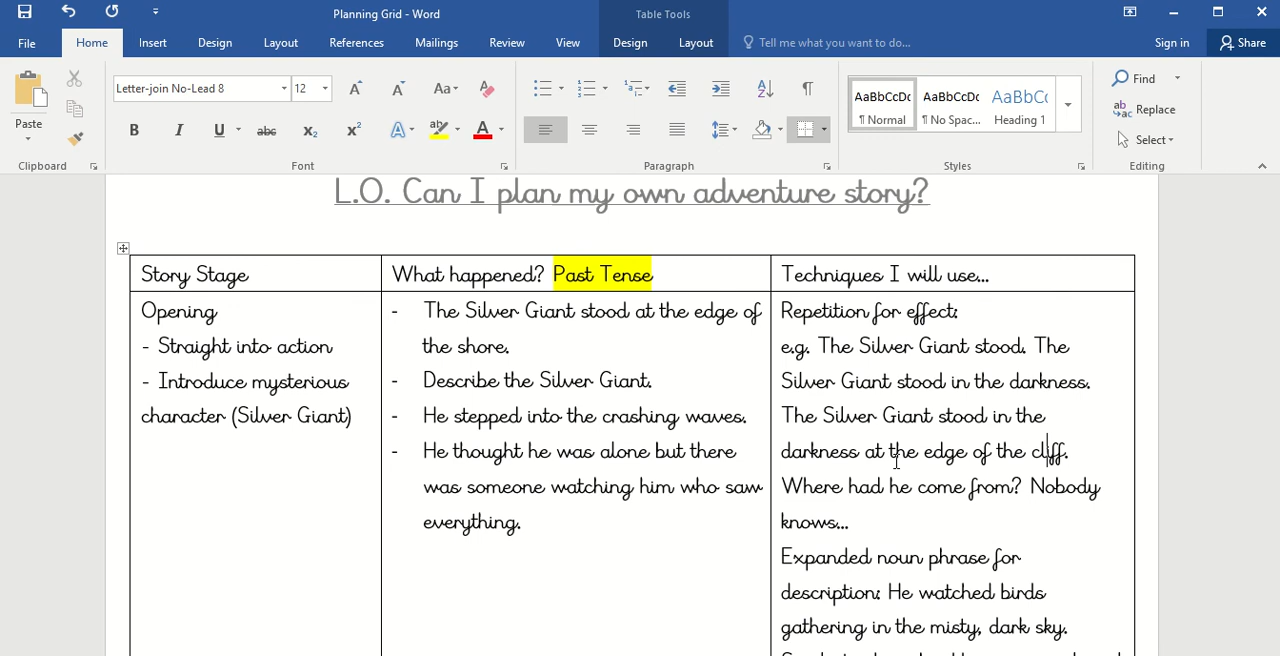 Planning Grid - Word
Table Tools
File Home Insert Design Layout References Mailings Review View Design Layout Tell me what you want to do... Sign in Share
Letter-join No-Lead 8 12 A A Aa
B I U abc X₂ X² A ab A
Paste
AaBbCcDc AaBbCcDc AaBbCc
¶ Normal ¶ No Spac... Heading 1
Find
Replace
Select
Clipboard Font Paragraph Styles Editing
L.O. Can I plan my own adventure story?
Story Stage
What happened? Past Tense
Techniques I will use...
Opening
- Straight into action
- Introduce mysterious
character (Silver Giant)
- The Silver Giant stood at the edge of
the shore.
- Describe the Silver Giant.
- He stepped into the crashing waves.
- He thought he was alone but there
was someone watching him who saw
everything.
Repetition for effect:
e.g. The Silver Giant stood. The
Silver Giant stood in the darkness.
The Silver Giant stood in the
darkness at the edge of the cliff.
Where had he come from? Nobody
knows...
Expanded noun phrase for
description: He watched birds
gathering in the misty, dark sky.